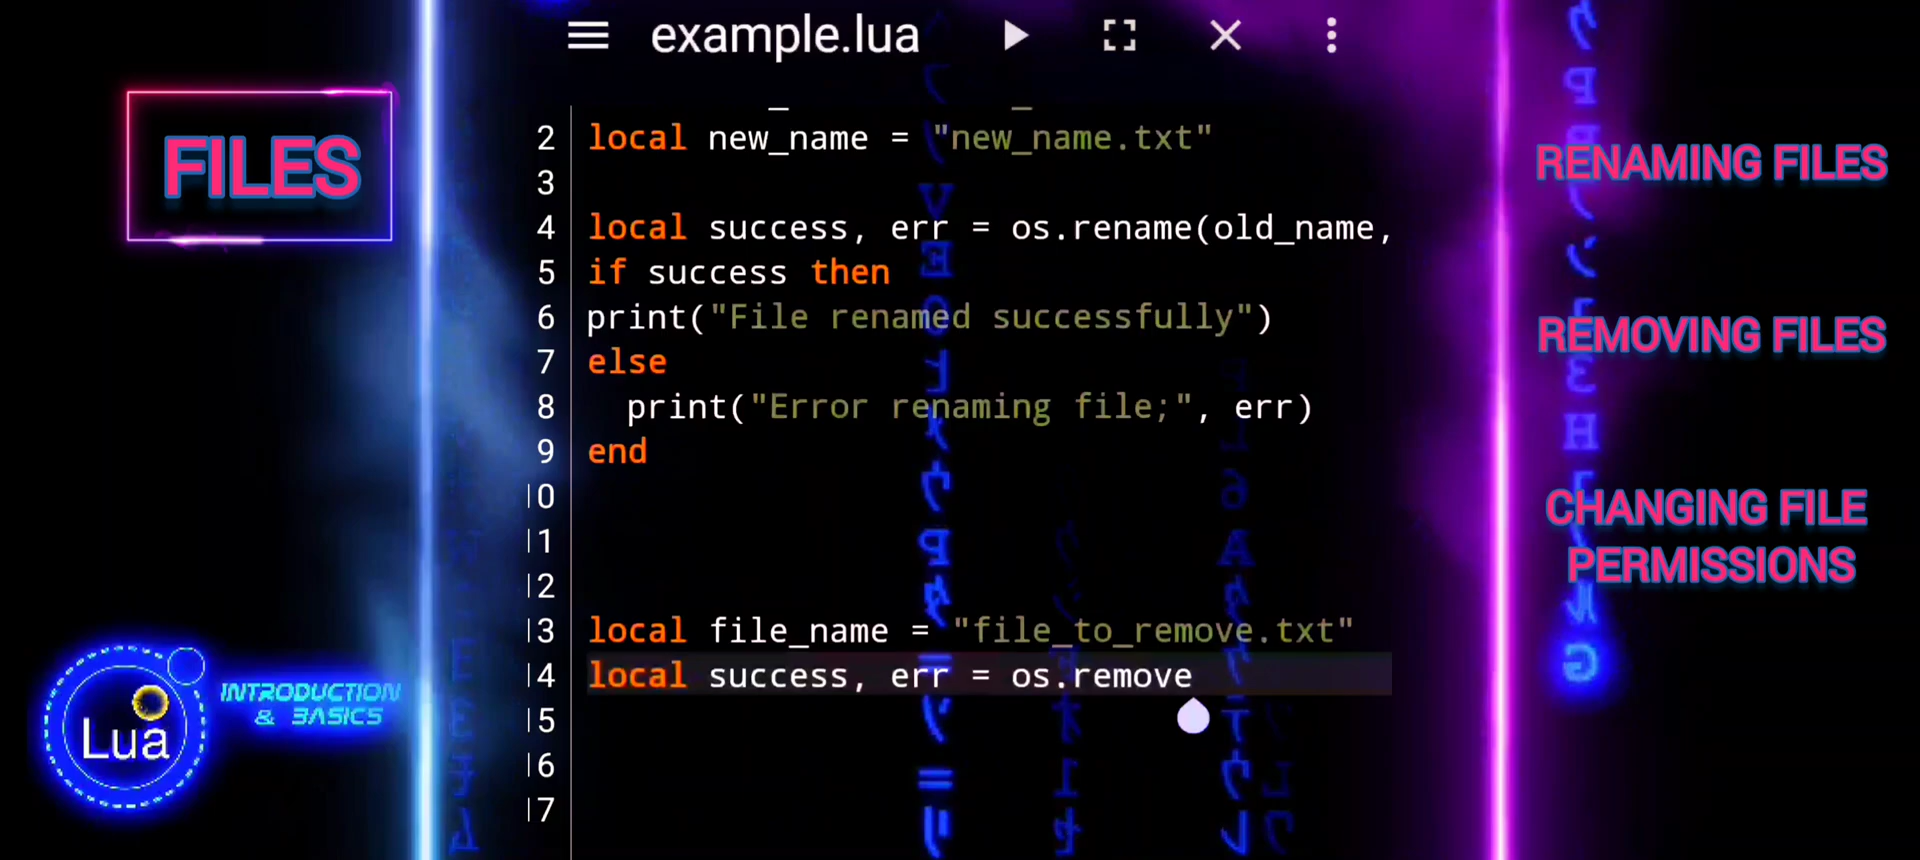 example.lua
FILES
2 local new_name = "new_name.txt"
3
4 local success, err = os.rename(old_name,
5 if success then
6 print("File renamed successfully")
7 else
8 print("Error renaming file;", err)
9 end
10
11
12
13 local file_name = "file_to_remove.txt"
14 local success, err = os.remove
15
16
17
RENAMING FILES
REMOVING FILES
CHANGING FILE
PERMISSIONS
Lua
INTRODUCTION
& BASICS